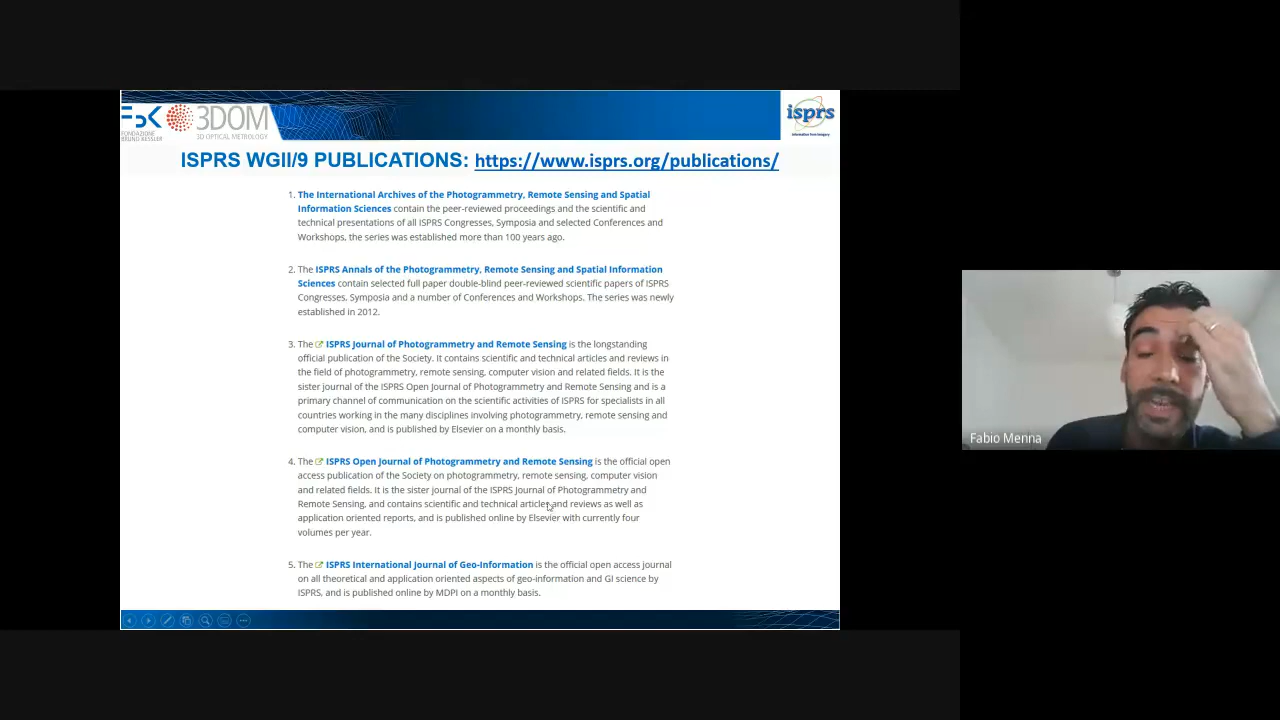 FBK
FONDAZIONE
BRUNO KESSLER
3DOM
3D OPTICAL METROLOGY
isprs
information from imagery
ISPRS WGII/9 PUBLICATIONS: https://www.isprs.org/publications/
1. The International Archives of the Photogrammetry, Remote Sensing and Spatial
Information Sciences contain the peer-reviewed proceedings and the scientific and
technical presentations of all ISPRS Congresses, Symposia and selected Conferences and
Workshops, the series was established more than 100 years ago.
2. The ISPRS Annals of the Photogrammetry, Remote Sensing and Spatial Information
Sciences contain selected full paper double-blind peer-reviewed scientific papers of ISPRS
Congresses, Symposia and a number of Conferences and Workshops. The series was newly
established in 2012.
3. The ISPRS Journal of Photogrammetry and Remote Sensing is the longstanding
official publication of the Society. It contains scientific and technical articles and reviews in
the field of photogrammetry, remote sensing, computer vision and related fields. It is the
sister journal of the ISPRS Open Journal of Photogrammetry and Remote Sensing and is a
primary channel of communication on the scientific activities of ISPRS for specialists in all
countries working in the many disciplines involving photogrammetry, remote sensing and
computer vision, and is published by Elsevier on a monthly basis.
4. The ISPRS Open Journal of Photogrammetry and Remote Sensing is the official open
access publication of the Society on photogrammetry, remote sensing, computer vision
and related fields. It is the sister journal of the ISPRS Journal of Photogrammetry and
Remote Sensing, and contains scientific and technical articles and reviews as well as
application oriented reports, and is published online by Elsevier with currently four
volumes per year.
5. The ISPRS International Journal of Geo-Information is the official open access journal
on all theoretical and application oriented aspects of geo-information and GI science by
ISPRS, and is published online by MDPI on a monthly basis.
Fabio Menna